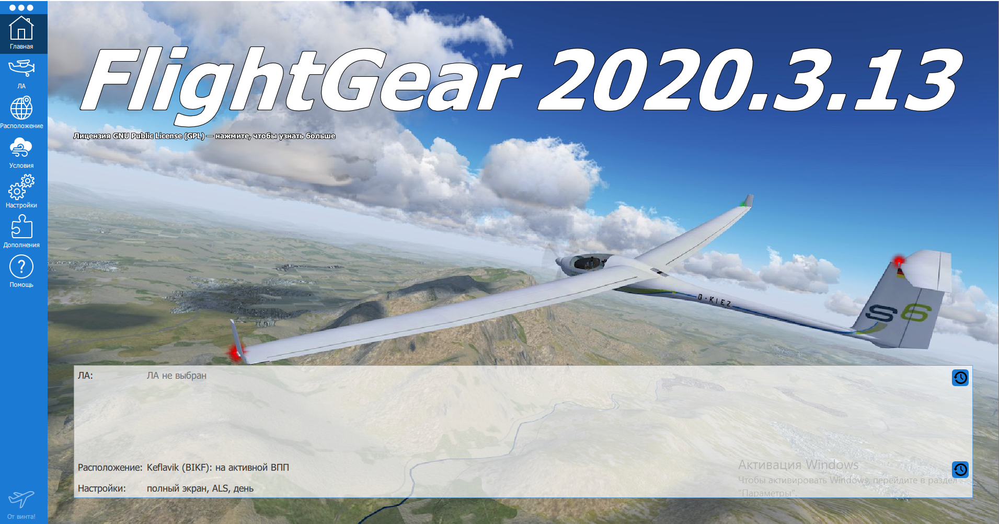 Главная
ЛА
Расположение
Условия
Настройки
Дополнения
Помощь
От винта!
FlightGear 2020.3.13
Лицензия GNU Public License (GPL) — нажмите, чтобы узнать больше
D-KIEZ
S6
ЛА: ЛА не выбран
Расположение: Keflavik (BIKF): на активной ВПП
Настройки: полный экран, ALS, день
Активация Windows
Чтобы активировать Windows, перейдите в раздел
"Параметры".